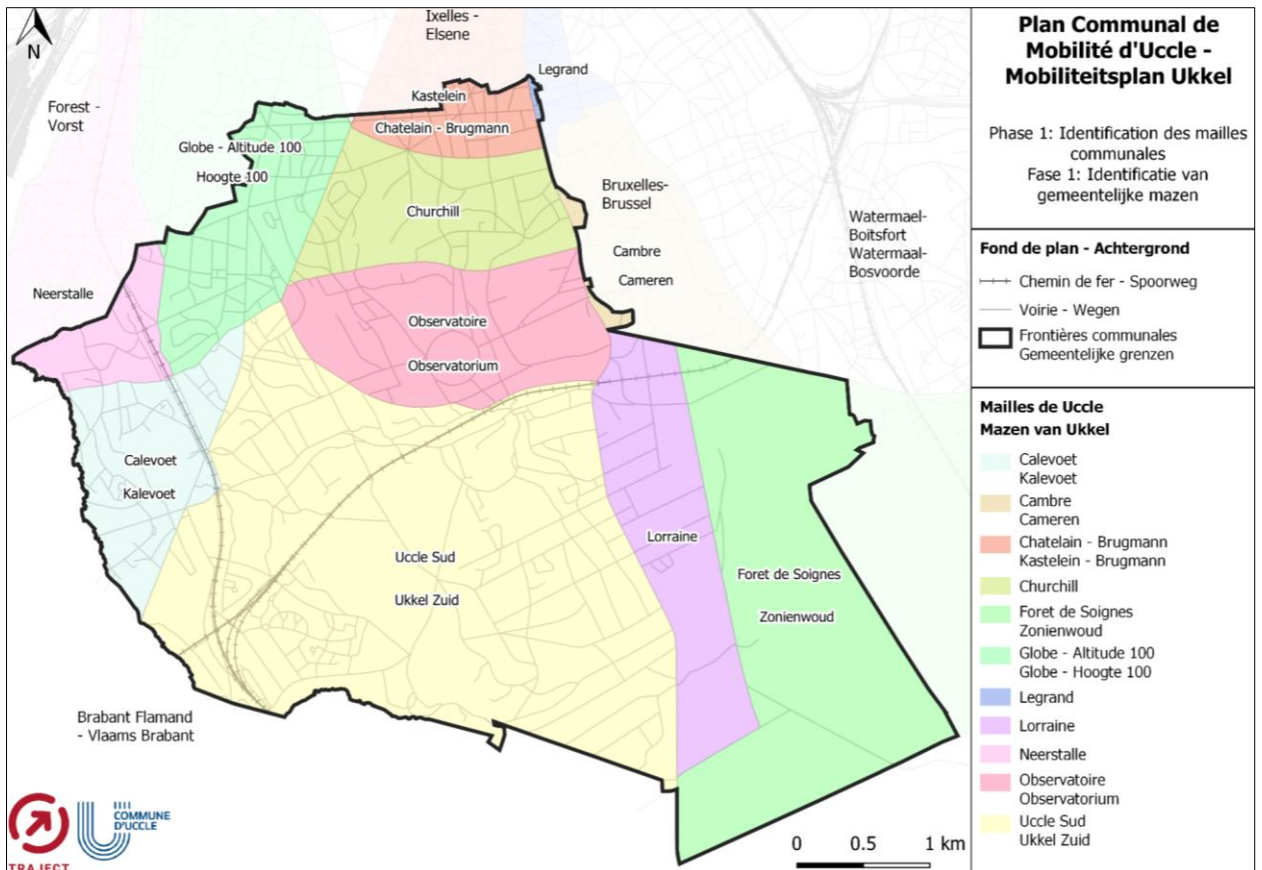 N
Ixelles -
Elsene
Legrand
Kastelein
Chatelain - Brugmann
Forest -
Vorst
Globe - Altitude 100
Hoogte 100
Churchill
Bruxelles-
Brussel
Cambre
Cameren
Watermael-
Boitsfort
Watermaal-
Bosvoorde
Neerstalle
Observatoire
Observatorium
Calevoet
Kalevoet
Uccle Sud
Ukkel Zuid
Lorraine
Foret de Soignes
Zonienwoud
Brabant Flamand
- Vlaams Brabant
TRAJECT
COMMUNE
D'UCCLE
0 0.5 1 km
Plan Communal de
Mobilité d'Uccle -
Mobiliteitsplan Ukkel
Phase 1: Identification des mailles
communales
Fase 1: Identificatie van
gemeentelijke mazen
Fond de plan - Achtergrond
Chemin de fer - Spoorweg
Voirie - Wegen
Frontières communales
Gemeentelijke grenzen
Mailles de Uccle
Mazen van Ukkel
Calevoet
Kalevoet
Cambre
Cameren
Chatelain - Brugmann
Kastelein - Brugmann
Churchill
Foret de Soignes
Zonienwoud
Globe - Altitude 100
Globe - Hoogte 100
Legrand
Lorraine
Neerstalle
Observatoire
Observatorium
Uccle Sud
Ukkel Zuid